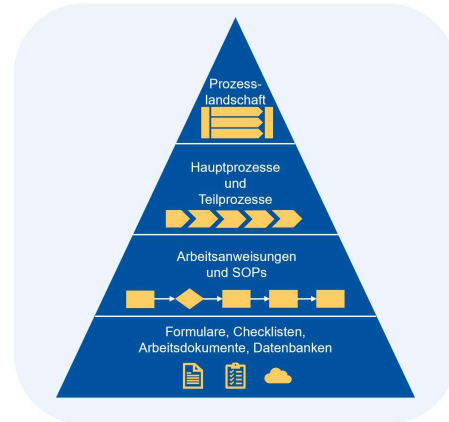 Prozess-
landschaft
Hauptprozesse
und
Teilprozesse
Arbeitsanweisungen
und SOPs
Formulare, Checklisten,
Arbeitsdokumente, Datenbanken